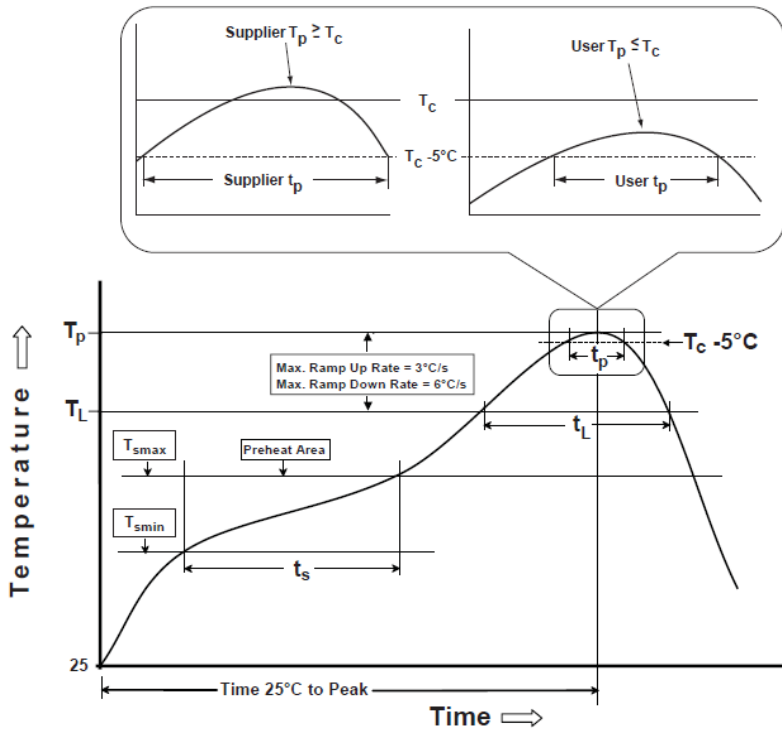 Supplier Tp ≥ Tc
User Tp ≤ Tc
Tc
Tc -5°C
Supplier tp
User tp
Tp
Tc -5°C
tp
Max. Ramp Up Rate = 3°C/s
Max. Ramp Down Rate = 6°C/s
TL
tL
Tsmax
Preheat Area
Tsmin
ts
Temperature
25
Time 25°C to Peak
Time